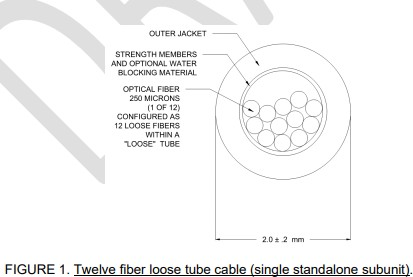 DRA
OUTER JACKET
STRENGTH MEMBERS
AND OPTIONAL WATER
BLOCKING MATERIAL
OPTICAL FIBER
250 MICRONS
(1 OF 12)
CONFIGURED AS
12 LOOSE FIBERS
WITHIN A
"LOOSE" TUBE
2.0 ± .2 mm
FIGURE 1. Twelve fiber loose tube cable (single standalone subunit).